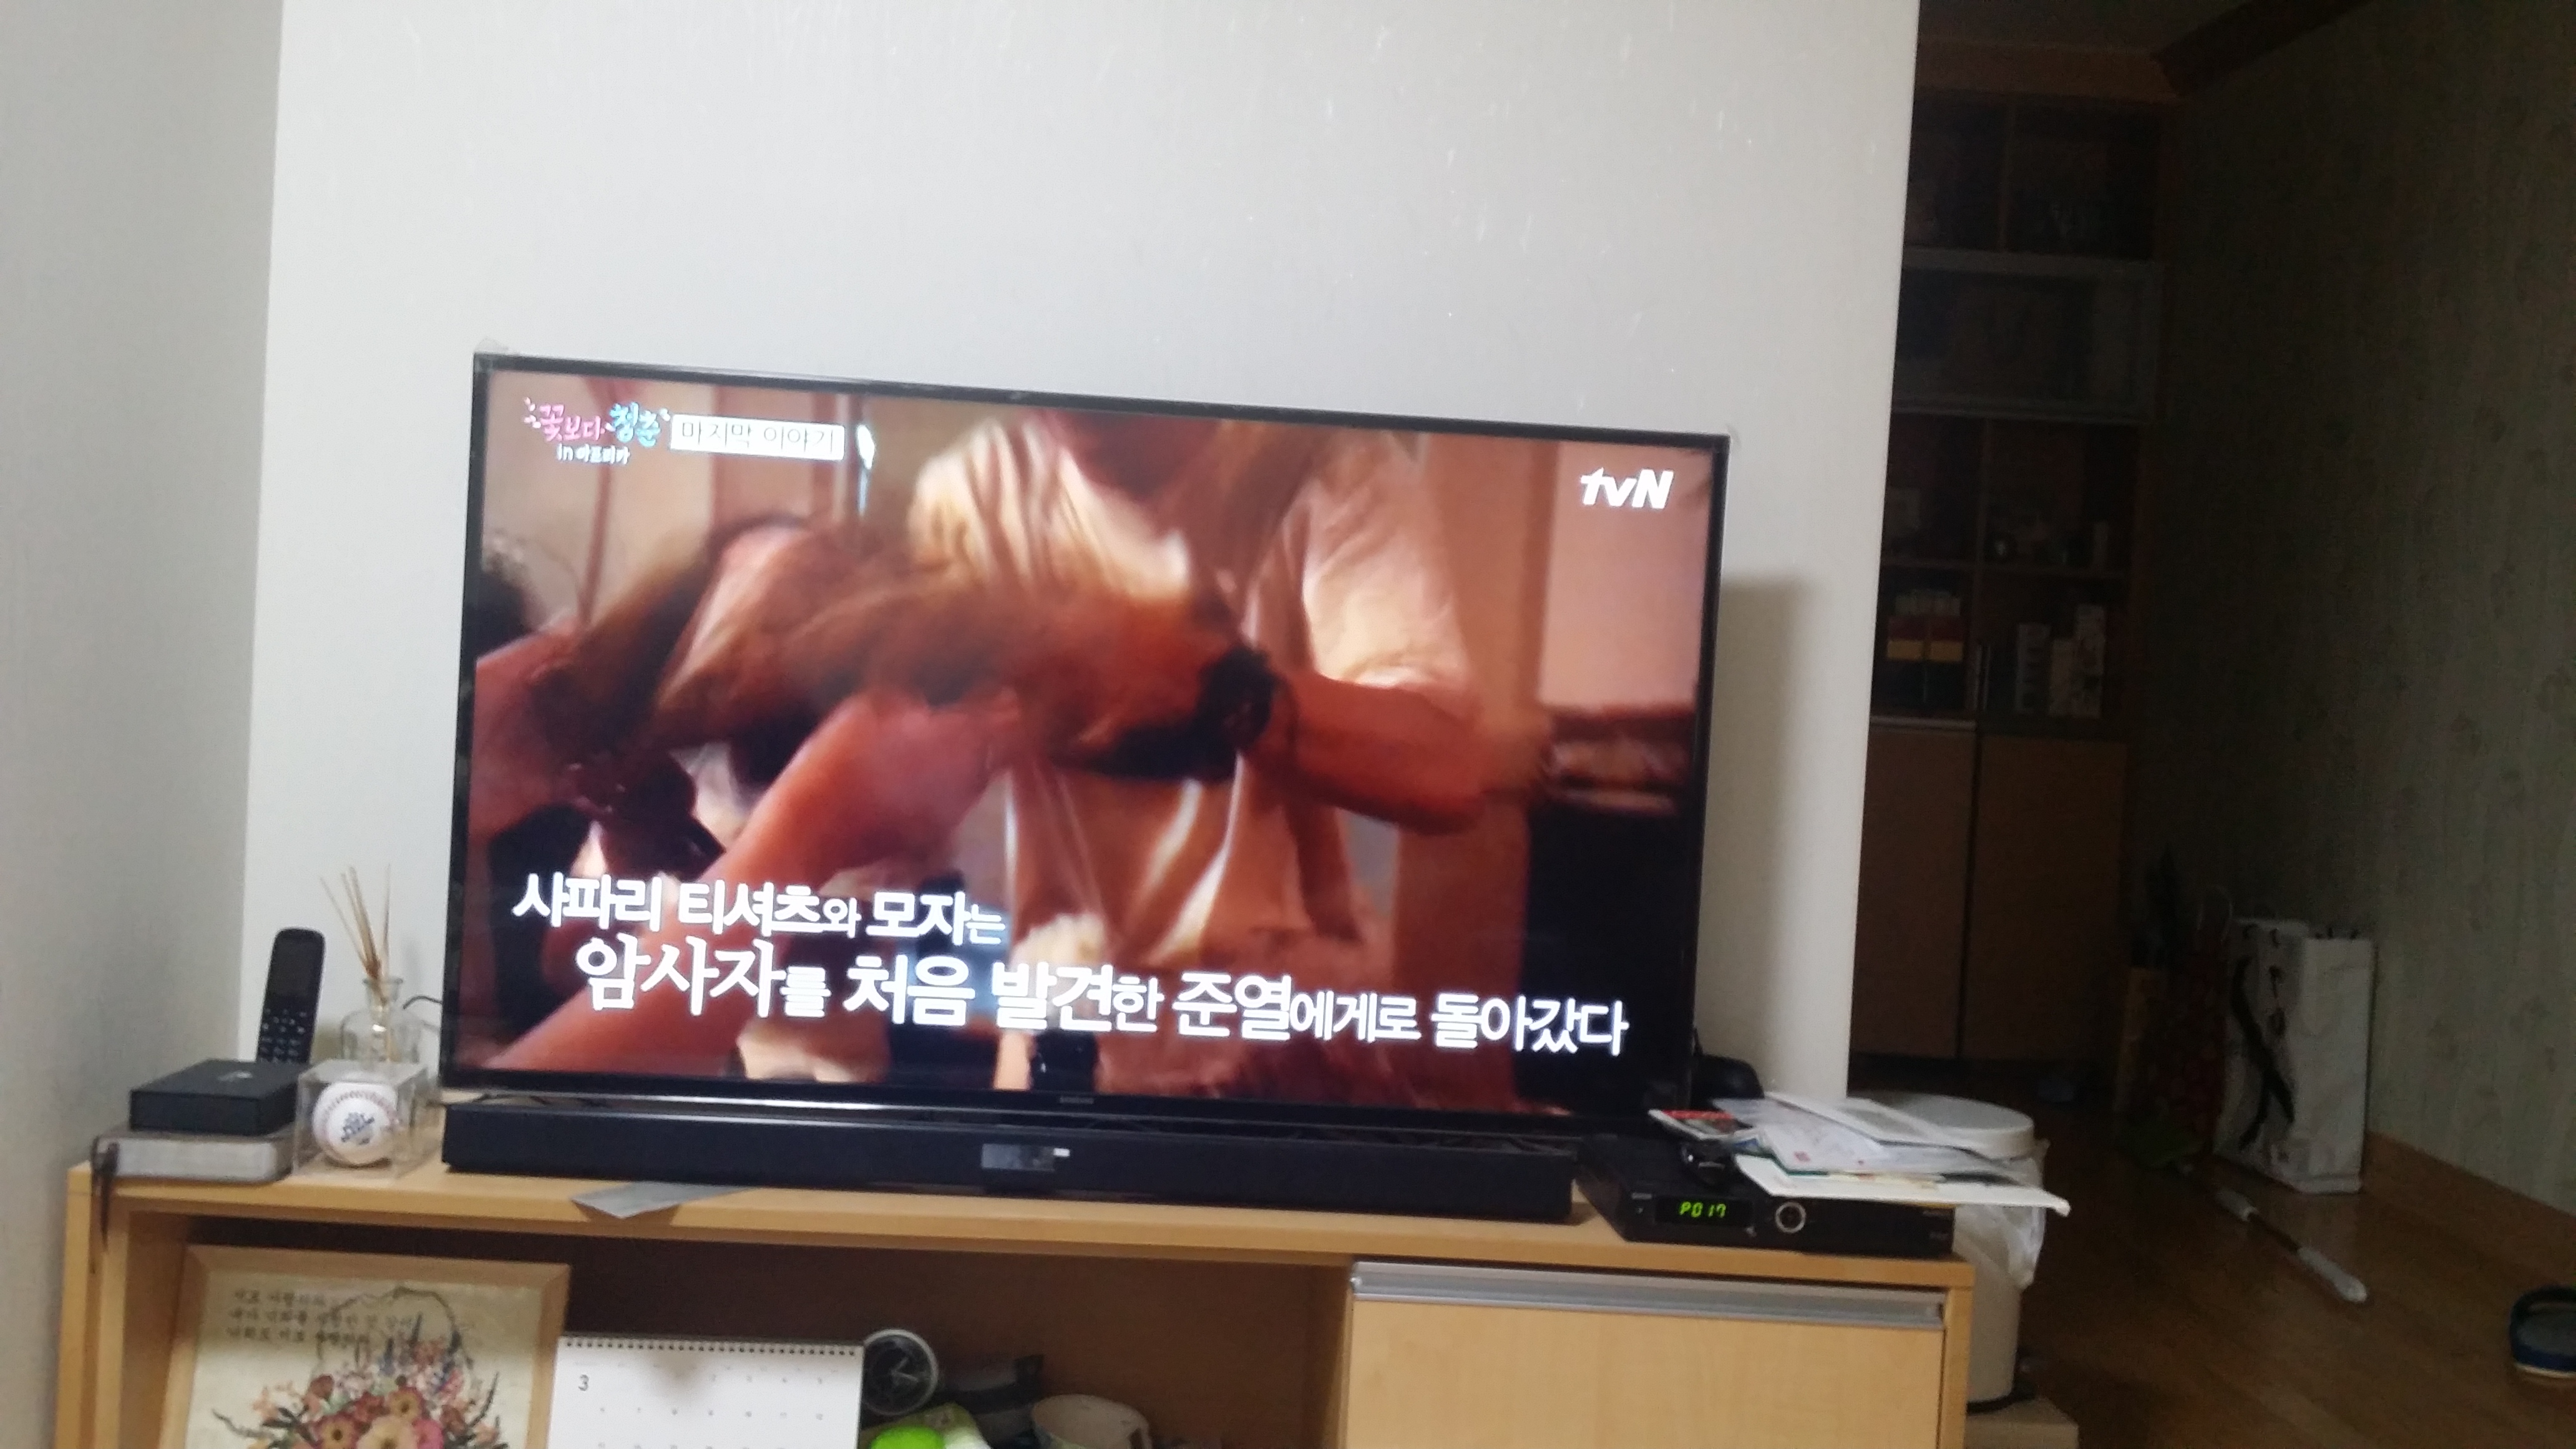 꽃보다 청춘
in 아프리카
마지막 이야기
tvN
사파리 티셔츠와 모자는
암사자를 처음 발견한 준열에게로 돌아갔다
P017
3